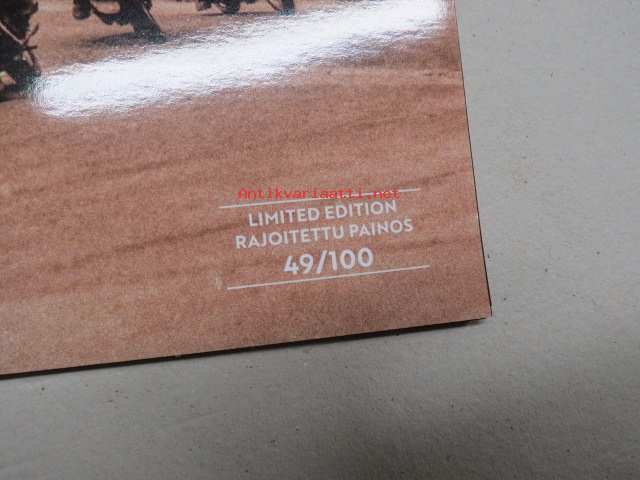 Antikvariaatti.net
LIMITED EDITION
RAJOITETTU PAINOS
49/100